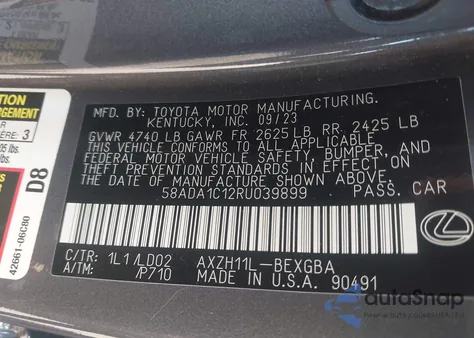 MFD. BY: TOYOTA MOTOR MANUFACTURING.
KENTUCKY, INC. 09/23
GVWR 4740 LB GAWR FR 2625 LB RR 2425 LB
THIS VEHICLE CONFORMS TO ALL APPLICABLE
FEDERAL MOTOR VEHICLE SAFETY, BUMPER, AND
THEFT PREVENTION STANDARDS IN EFFECT ON
THE DATE OF MANUFACTURE SHOWN ABOVE.
58ADA1C12RU039899 PASS. CAR
C/TR: 1L1/LD02 AXZH11L-BEXGBA
A/TM: /P710 MADE IN U.S.A. 90491
D8
42661-06C80
3
autoSnap